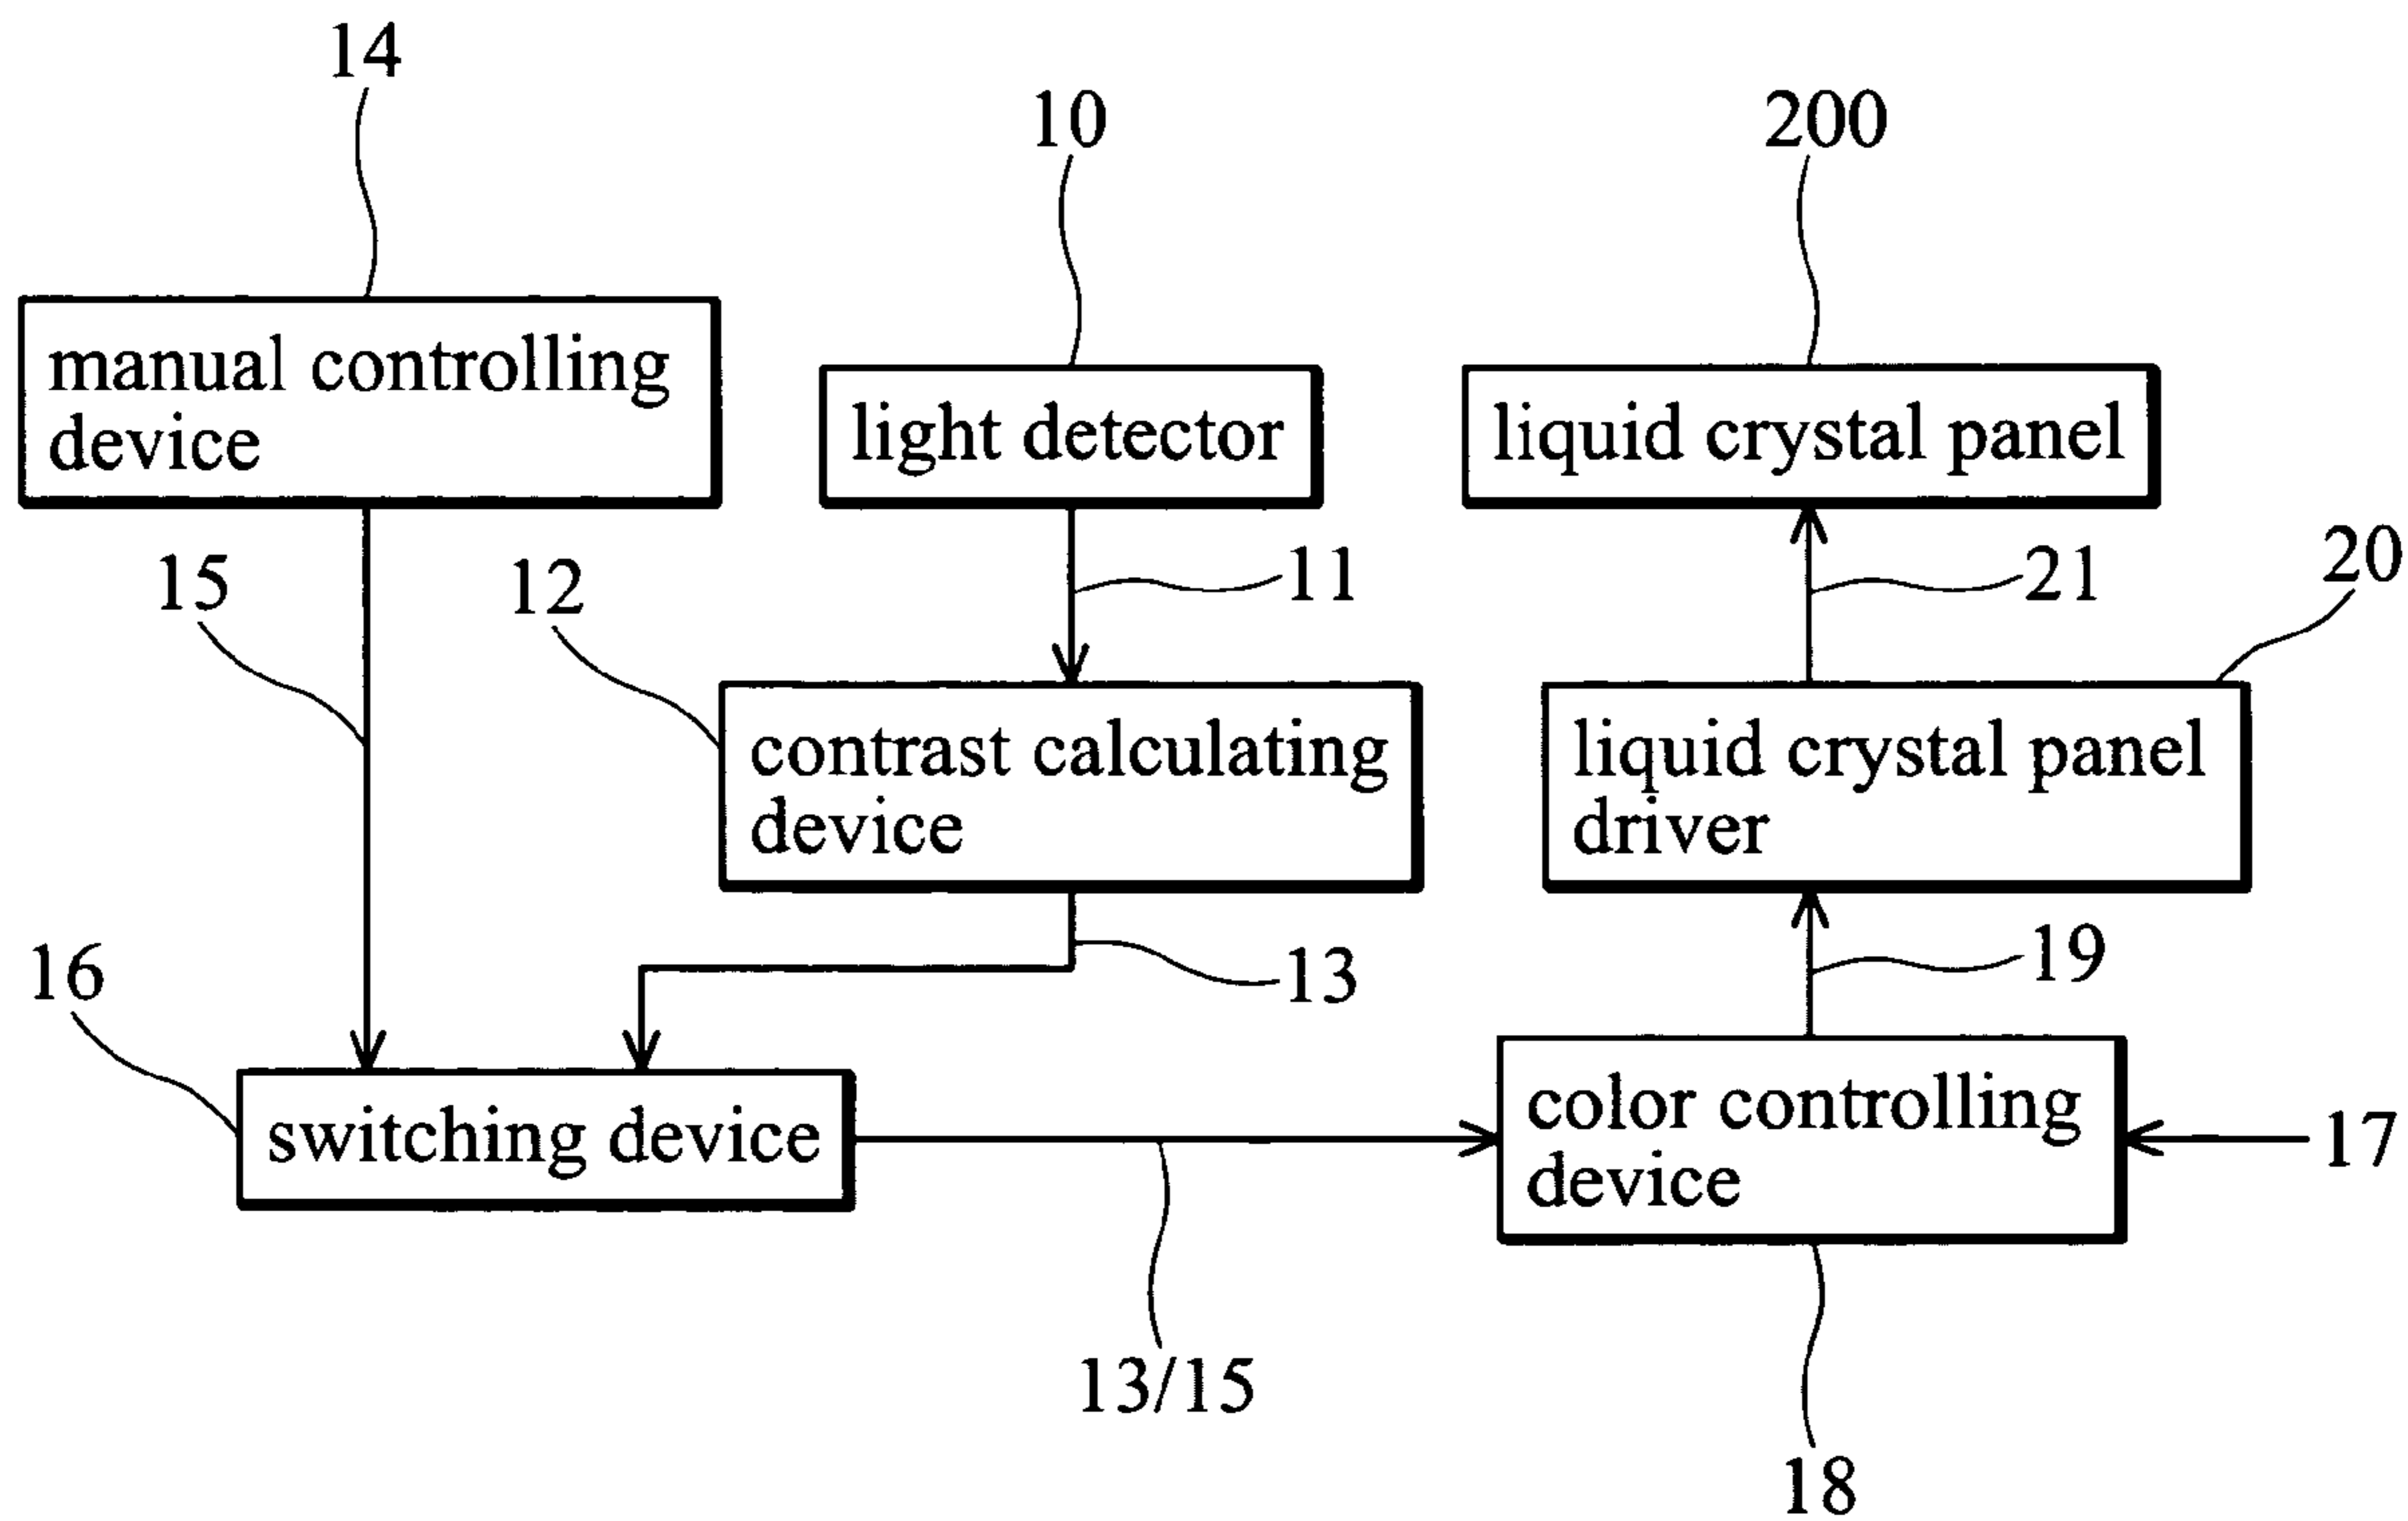 14
10
200
manual controlling
device
light detector
liquid crystal panel
15
12
11
21
20
contrast calculating
device
liquid crystal panel
driver
16
13
19
switching device
color controlling
device
17
13/15
18